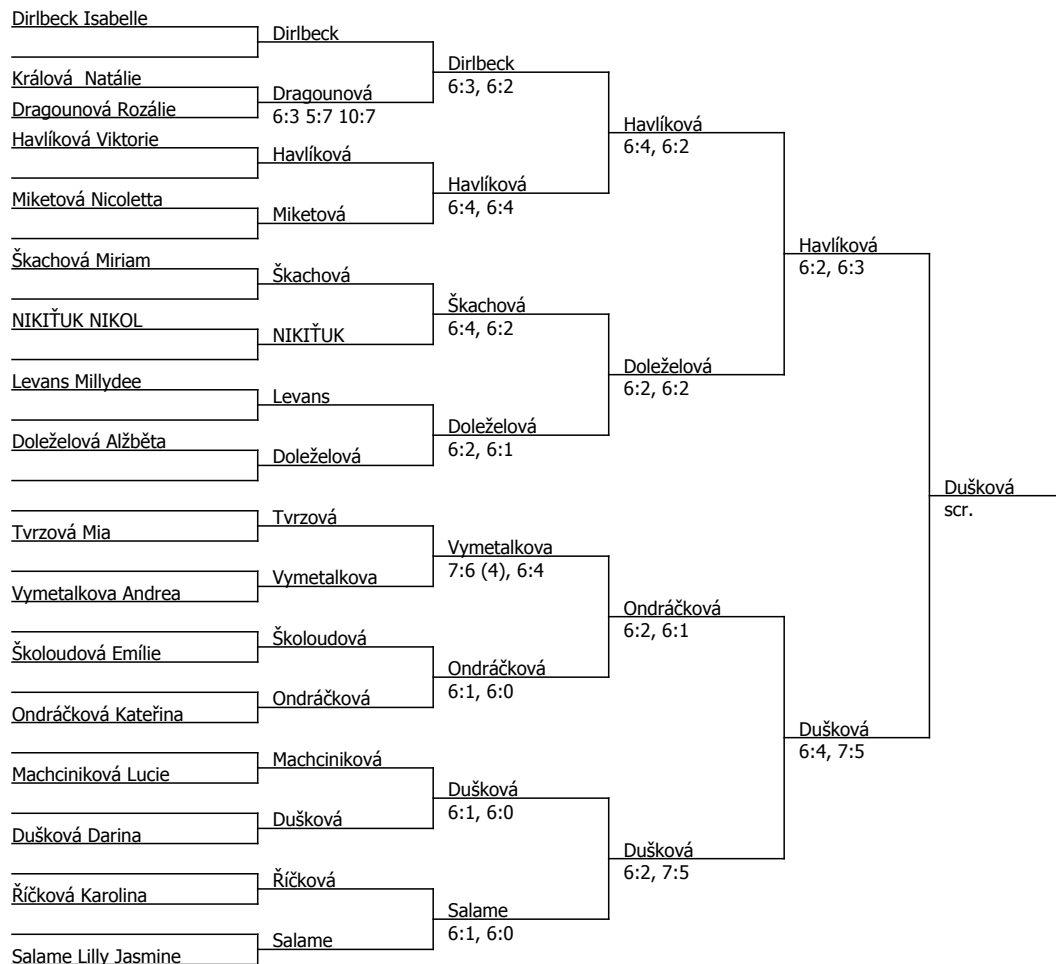 Dirlbeck Isabelle
Králová  Natálie
Dragounová Rozálie
Havlíková Viktorie
Miketová Nicoletta
Škachová Miriam
NIKIŤUK NIKOL
Levans Millydee
Doleželová Alžběta
Tvrzová Mia
Vymetalkova Andrea
Školoudová Emílie
Ondráčková Kateřina
Machciniková Lucie
Dušková Darina
Říčková Karolina
Salame Lilly Jasmine
Dirlbeck
Dragounová
6:3 5:7 10:7
Havlíková
Miketová
Škachová
NIKIŤUK
Levans
Doleželová
Tvrzová
Vymetalkova
Školoudová
Ondráčková
Machciniková
Dušková
Říčková
Salame
Dirlbeck
6:3, 6:2
Havlíková
6:4, 6:4
Škachová
6:4, 6:2
Doleželová
6:2, 6:1
Vymetalkova
7:6 (4), 6:4
Ondráčková
6:1, 6:0
Dušková
6:1, 6:0
Salame
6:1, 6:0
Havlíková
6:4, 6:2
Doleželová
6:2, 6:2
Ondráčková
6:2, 6:1
Dušková
6:2, 7:5
Havlíková
6:2, 6:3
Dušková
6:4, 7:5
Dušková
scr.